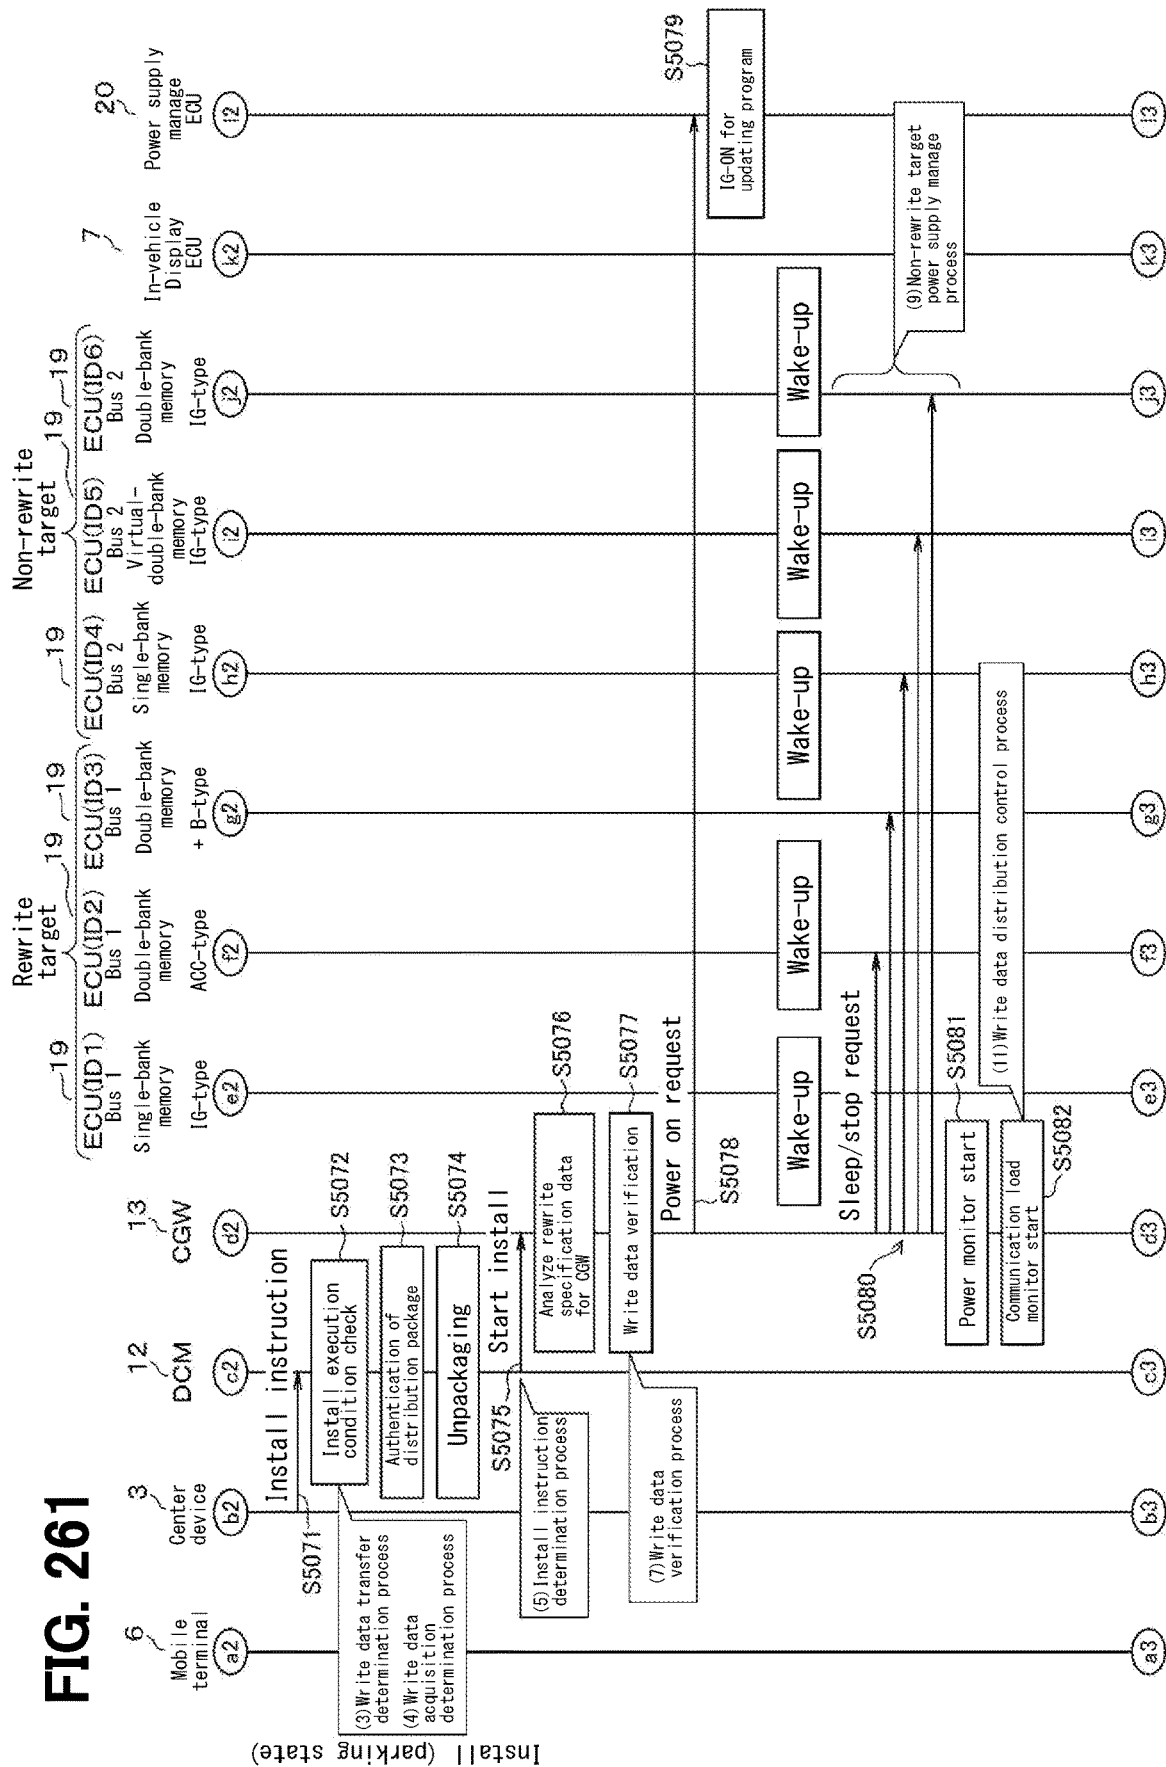 FIG. 261
6
Mobile
terminal
a2
3
Center
device
b2
12
DCM
c2
13
CGW
d2
Rewrite
target
19
ECU(ID1)
Bus 1
Single-bank
memory
IG-type
e2
19
ECU(ID2)
Bus 1
Double-bank
memory
ACC-type
f2
19
ECU(ID3)
Bus 1
Double-bank
memory
+ B-type
g2
Non-rewrite
target
19
ECU(ID4)
Bus 2
Single-bank
memory
IG-type
h2
19
ECU(ID5)
Bus 2
Virtual-
double-bank
memory
IG-type
i2
19
ECU(ID6)
Bus 2
Double-bank
memory
IG-type
j2
7
In-vehicle
Display
ECU
k2
20
Power supply
manage
ECU
l2
Install (parking state)
Install instruction
S5071
Install execution
condition check
S5072
(3)Write data transfer
determination process
(4)Write data
acquisition
determination process
Authentication of
distribution package
S5073
Unpackaging
S5074
Start install
S5075
(5)Install instruction
determination process
Analyze rewrite
specification data
for CGW
S5076
Write data verification
S5077
(7)Write data
verification process
Power on request
S5078
IG-ON for
updating program
S5079
Wake-up
Wake-up
Wake-up
Wake-up
Wake-up
Sleep/stop request
S5080
(9)Non-rewrite target
power supply manage
process
Power monitor start
S5081
Communication load
monitor start
S5082
(11)Write data distribution control process
a3
b3
c3
d3
e3
f3
g3
h3
i3
j3
k3
l3